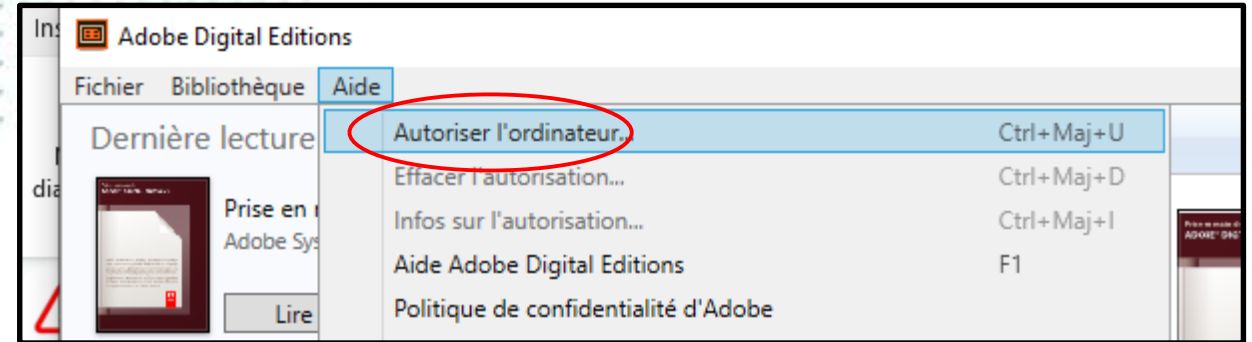 Adobe Digital Editions
Fichier Bibliothèque Aide
Dernière lecture
Autoriser l'ordinateur... Ctrl+Maj+U
Effacer l'autorisation... Ctrl+Maj+D
Prise en
Infos sur l'autorisation... Ctrl+Maj+I
Adobe Sys
Aide Adobe Digital Editions F1
Lire
Politique de confidentialité d'Adobe